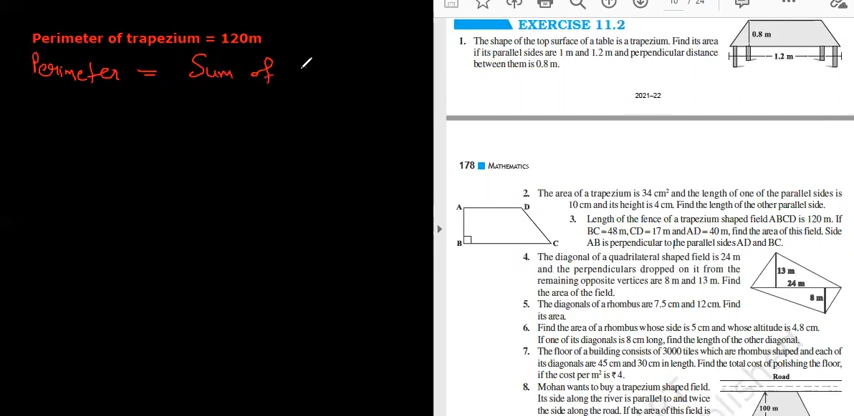 Perimeter of trapezium = 120m
Perimeter = Sum of
10 / 24
EXERCISE 11.2
1. The shape of the top surface of a table is a trapezium. Find its area
if its parallel sides are 1 m and 1.2 m and perpendicular distance
between them is 0.8 m.
0.8 m
1.2 m
2021–22
178 MATHEMATICS
2. The area of a trapezium is 34 cm² and the length of one of the parallel sides is
10 cm and its height is 4 cm. Find the length of the other parallel side.
3. Length of the fence of a trapezium shaped field ABCD is 120 m. If
BC = 48 m, CD = 17 m and AD = 40 m, find the area of this field. Side
AB is perpendicular to the parallel sides AD and BC.
A D
B C
4. The diagonal of a quadrilateral shaped field is 24 m
and the perpendiculars dropped on it from the
remaining opposite vertices are 8 m and 13 m. Find
the area of the field.
13 m
24 m
8 m
5. The diagonals of a rhombus are 7.5 cm and 12 cm. Find
its area.
6. Find the area of a rhombus whose side is 5 cm and whose altitude is 4.8 cm.
If one of its diagonals is 8 cm long, find the length of the other diagonal.
7. The floor of a building consists of 3000 tiles which are rhombus shaped and each of
its diagonals are 45 cm and 30 cm in length. Find the total cost of polishing the floor,
if the cost per m² is ₹ 4.
8. Mohan wants to buy a trapezium shaped field.
Its side along the river is parallel to and twice
the side along the road. If the area of this field is
Road
100 m